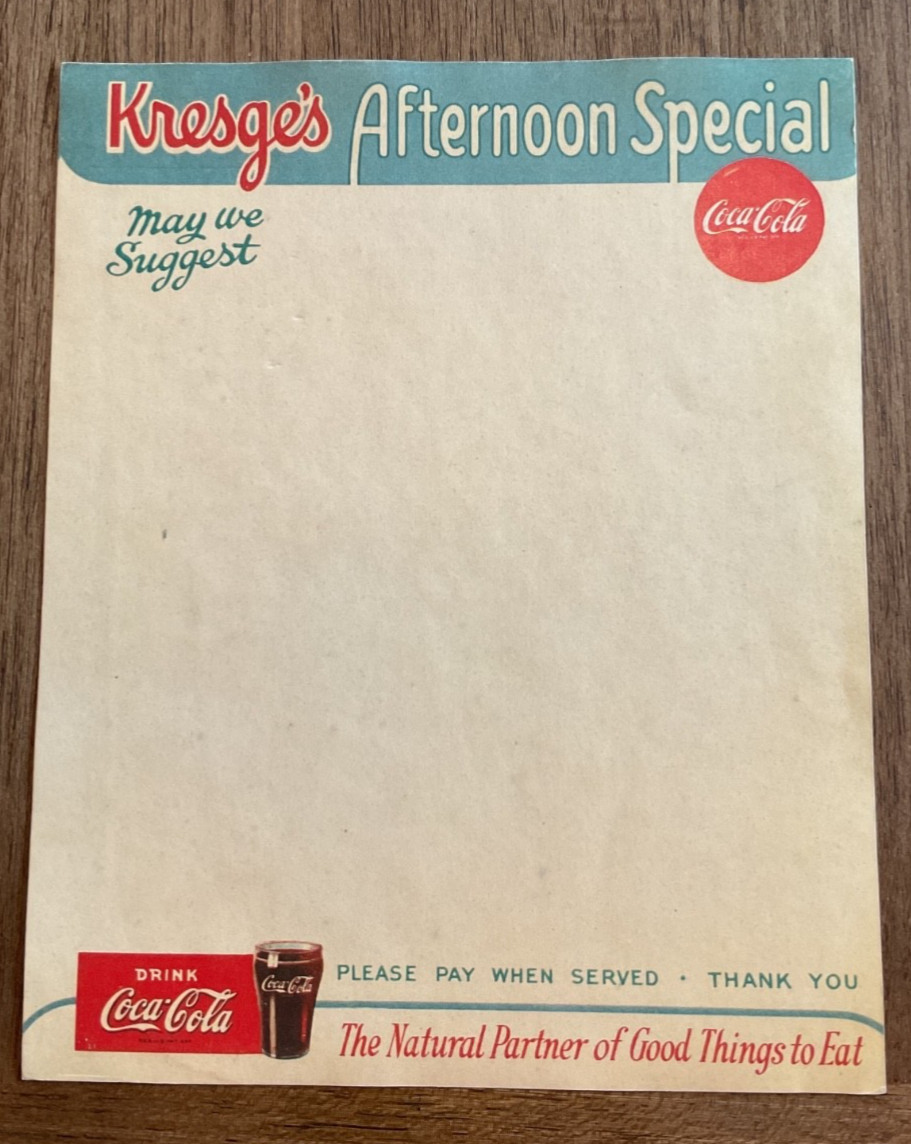 Kresge's Afternoon Special
May we
Suggest
Coca-Cola
DRINK
Coca-Cola
Coca-Cola
PLEASE PAY WHEN SERVED • THANK YOU
The Natural Partner of Good Things to Eat